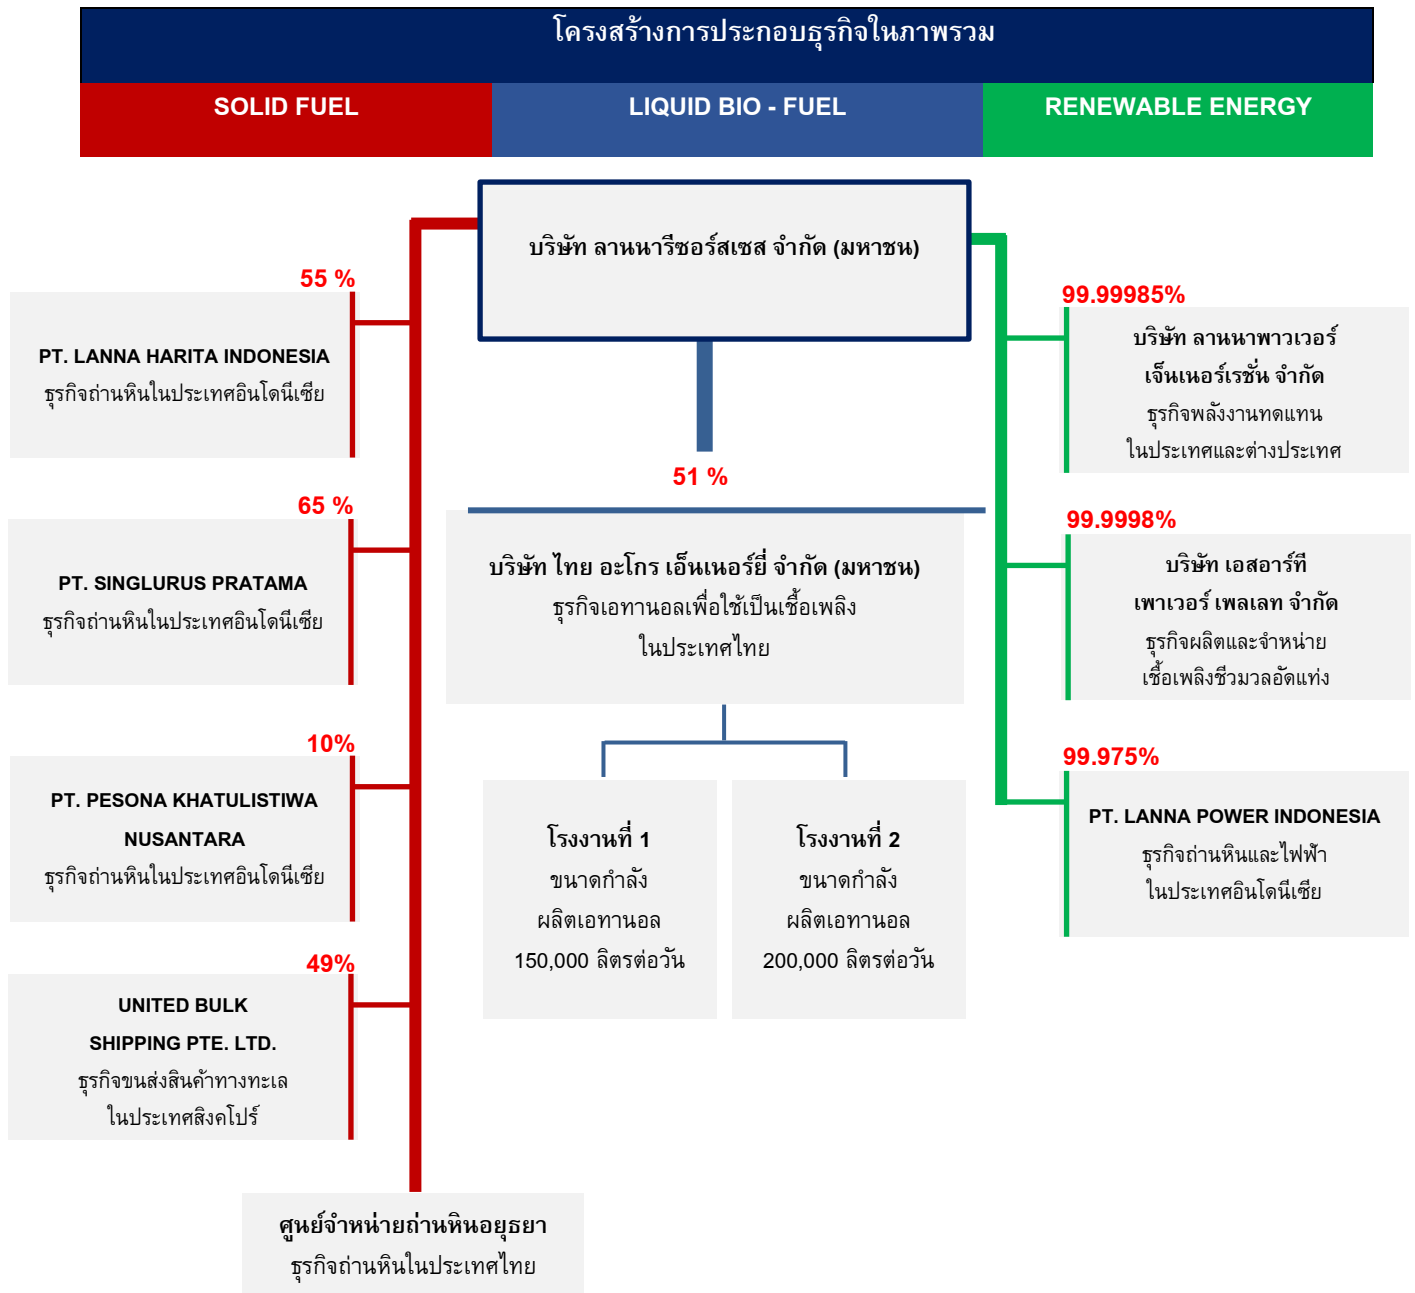 โครงสร้างการประกอบธุรกิจในภาพรวม
SOLID FUEL
LIQUID BIO - FUEL
RENEWABLE ENERGY
บริษัท ลานนารีซอร์สเซส จำกัด (มหาชน)
55 %
PT. LANNA HARITA INDONESIA
ธุรกิจถ่านหินในประเทศอินโดนีเซีย
65 %
PT. SINGLURUS PRATAMA
ธุรกิจถ่านหินในประเทศอินโดนีเซีย
10%
PT. PESONA KHATULISTIWA
NUSANTARA
ธุรกิจถ่านหินในประเทศอินโดนีเซีย
49%
UNITED BULK
SHIPPING PTE. LTD.
ธุรกิจขนส่งสินค้าทางทะเล
ในประเทศสิงคโปร์
ศูนย์จำหน่ายถ่านหินอยุธยา
ธุรกิจถ่านหินในประเทศไทย
51 %
บริษัท ไทย อะโกร เอ็นเนอร์ยี่ จำกัด (มหาชน)
ธุรกิจเอทานอลเพื่อใช้เป็นเชื้อเพลิง
ในประเทศไทย
โรงงานที่ 1
ขนาดกำลัง
ผลิตเอทานอล
150,000 ลิตรต่อวัน
โรงงานที่ 2
ขนาดกำลัง
ผลิตเอทานอล
200,000 ลิตรต่อวัน
99.99985%
บริษัท ลานนาพาวเวอร์
เจ็นเนอร์เรชั่น จำกัด
ธุรกิจพลังงานทดแทน
ในประเทศและต่างประเทศ
99.9998%
บริษัท เอสอาร์ที
เพาเวอร์ เพลเลท จำกัด
ธุรกิจผลิตและจำหน่าย
เชื้อเพลิงชีวมวลอัดแท่ง
99.975%
PT. LANNA POWER INDONESIA
ธุรกิจถ่านหินและไฟฟ้า
ในประเทศอินโดนีเซีย